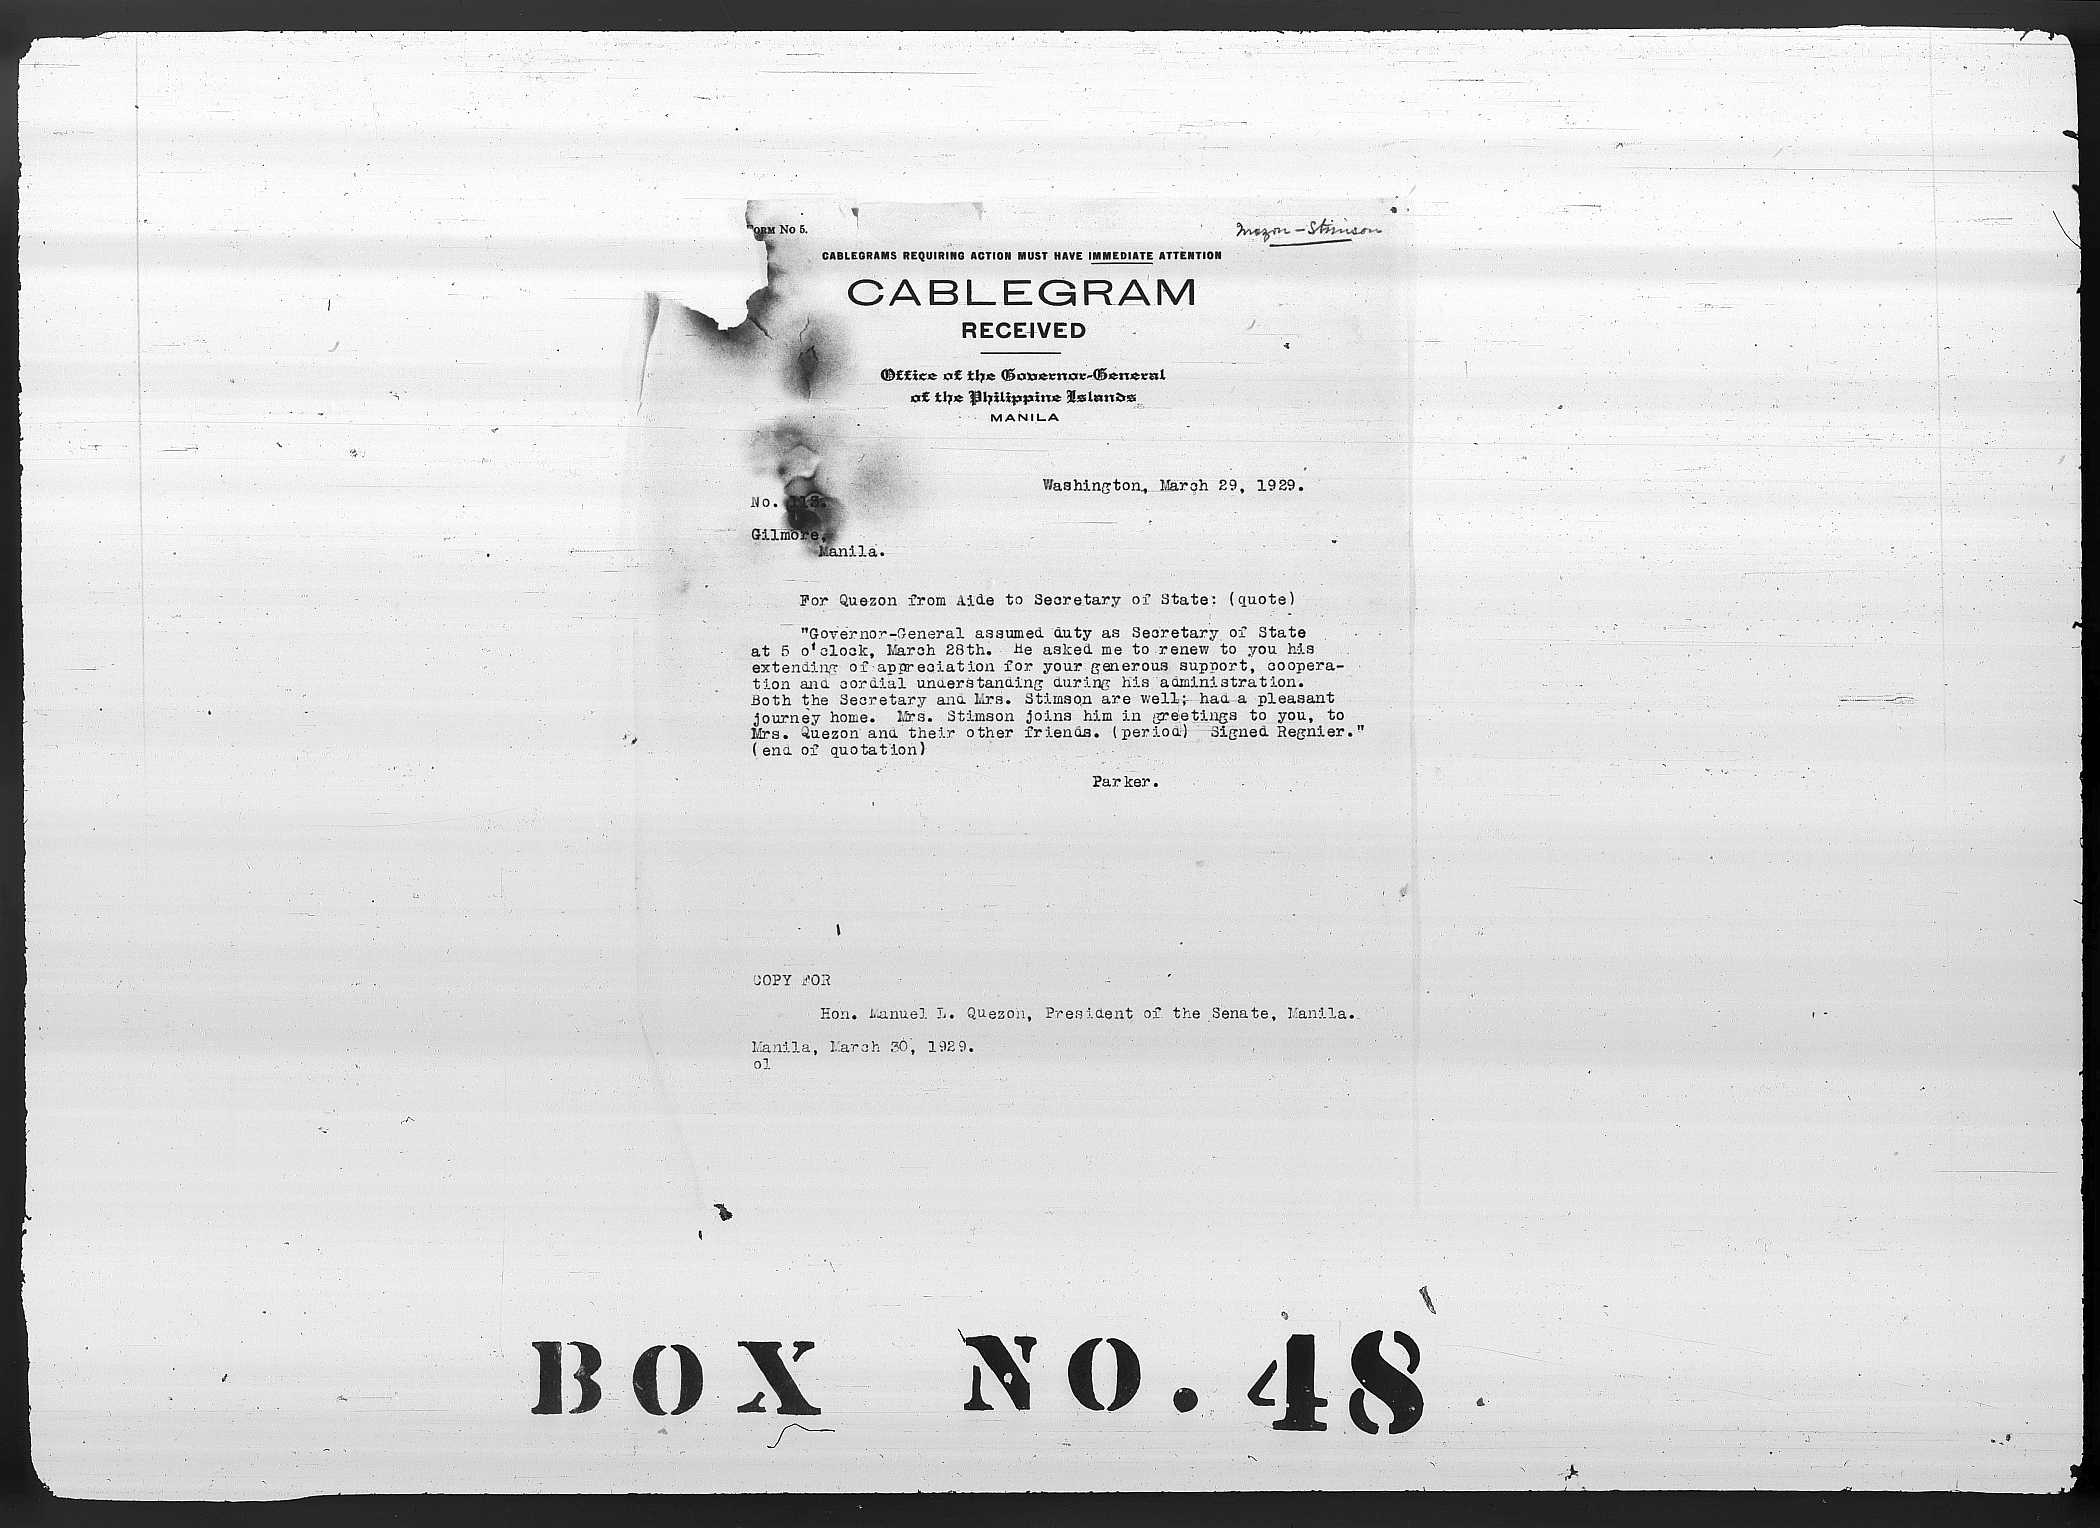 FORM No 5.
Stimson
CABLEGRAMS REQUIRING ACTION MUST HAVE IMMEDIATE ATTENTION
CABLEGRAM
RECEIVED
Office of the Governor-General
of the Philippine Islands
MANILA
Washington, March 29, 1929.
No.
Gilmore,
Manila.
For Quezon from Aide to Secretary of State: (quote)
"Governor-General assumed duty as Secretary of State
at 5 o'clock, March 28th. He asked me to renew to you his
extending of appreciation for your generous support, coopera-
tion and cordial understanding during his administration.
Both the Secretary and Mrs. Stimson are well; had a pleasant
journey home. Mrs. Stimson joins him in greetings to you, to
Mrs. Quezon and their other friends. (period) Signed Regnier."
(end of quotation)
Parker.
COPY FOR
Hon. Manuel L. Quezon, President of the Senate, Manila.
Manila, March 30, 1929.
ol
BOX NO. 48